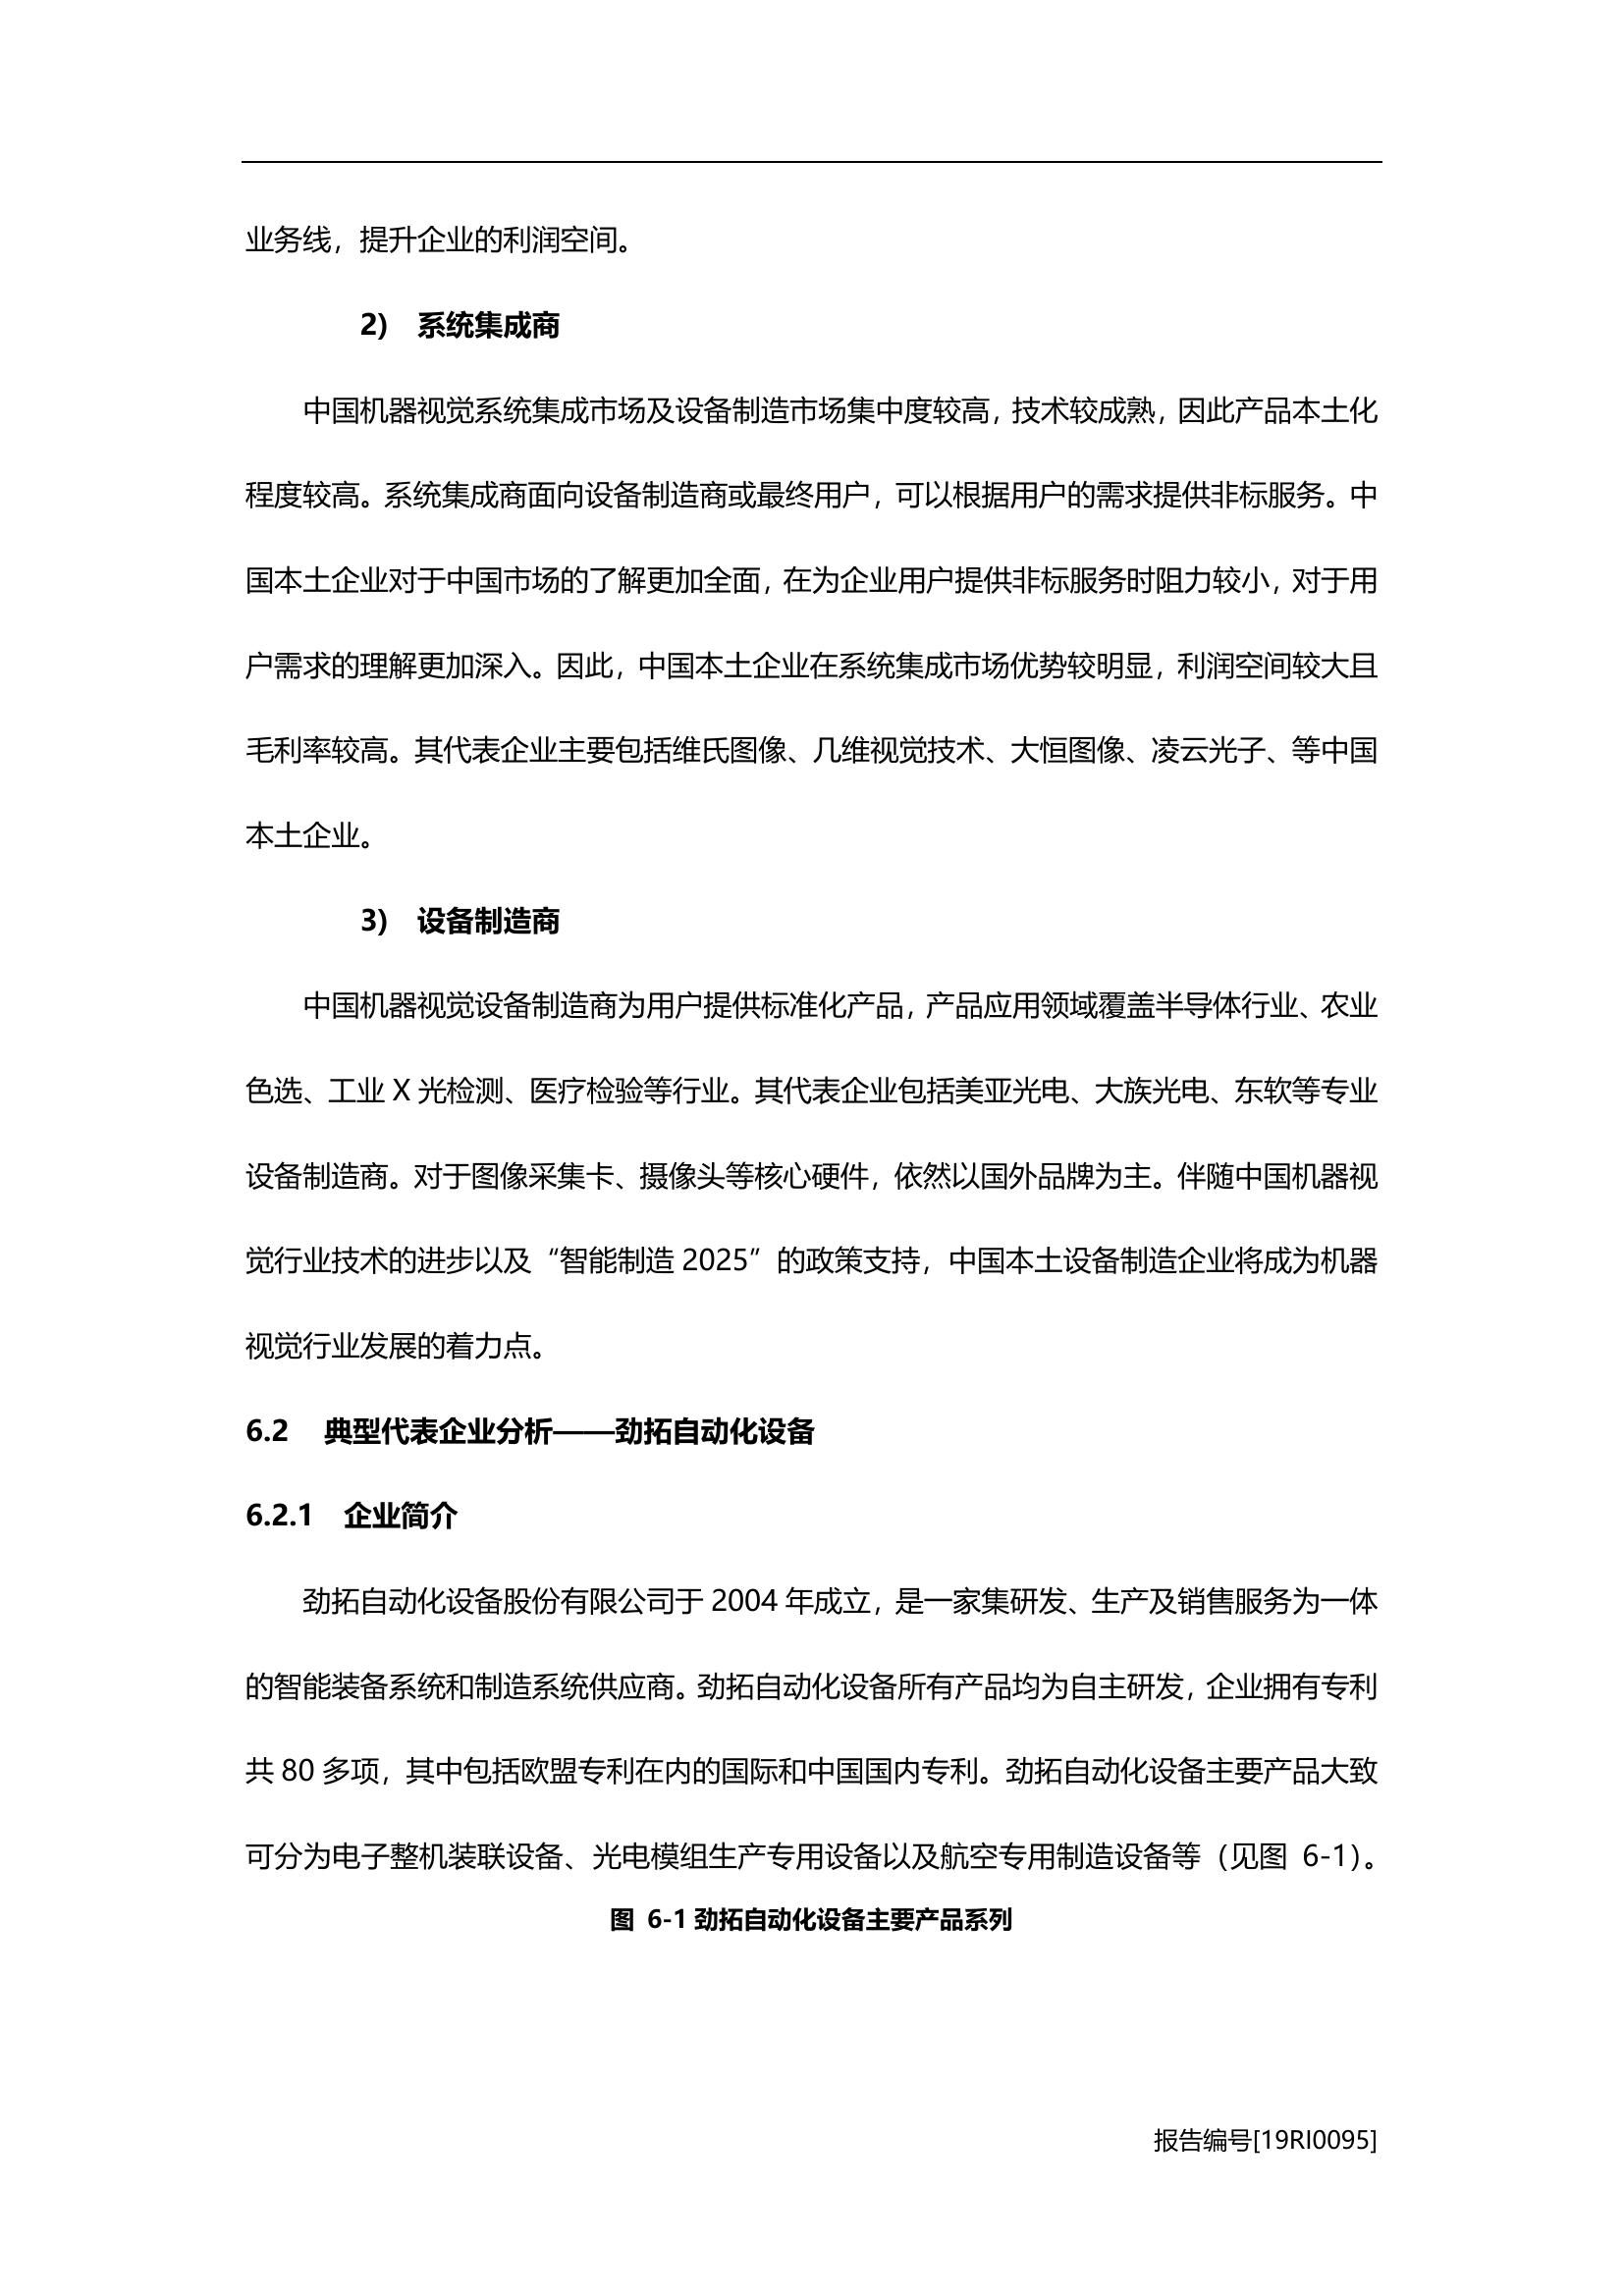 业务线，提升企业的利润空间。
2) 系统集成商
中国机器视觉系统集成市场及设备制造市场集中度较高，技术较成熟，因此产品本土化
程度较高。系统集成商面向设备制造商或最终用户，可以根据用户的需求提供非标服务。中
国本土企业对于中国市场的了解更加全面，在为企业用户提供非标服务时阻力较小，对于用
户需求的理解更加深入。因此，中国本土企业在系统集成市场优势较明显，利润空间较大且
毛利率较高。其代表企业主要包括维氏图像、几维视觉技术、大恒图像、凌云光子、等中国
本土企业。
3) 设备制造商
中国机器视觉设备制造商为用户提供标准化产品，产品应用领域覆盖半导体行业、农业
色选、工业 X 光检测、医疗检验等行业。其代表企业包括美亚光电、大族光电、东软等专业
设备制造商。对于图像采集卡、摄像头等核心硬件，依然以国外品牌为主。伴随中国机器视
觉行业技术的进步以及“智能制造 2025”的政策支持，中国本土设备制造企业将成为机器
视觉行业发展的着力点。
6.2 典型代表企业分析——劲拓自动化设备
6.2.1 企业简介
劲拓自动化设备股份有限公司于 2004 年成立，是一家集研发、生产及销售服务为一体
的智能装备系统和制造系统供应商。劲拓自动化设备所有产品均为自主研发，企业拥有专利
共 80 多项，其中包括欧盟专利在内的国际和中国国内专利。劲拓自动化设备主要产品大致
可分为电子整机装联设备、光电模组生产专用设备以及航空专用制造设备等（见图 6-1）。
图 6-1 劲拓自动化设备主要产品系列
报告编号[19RI0095]